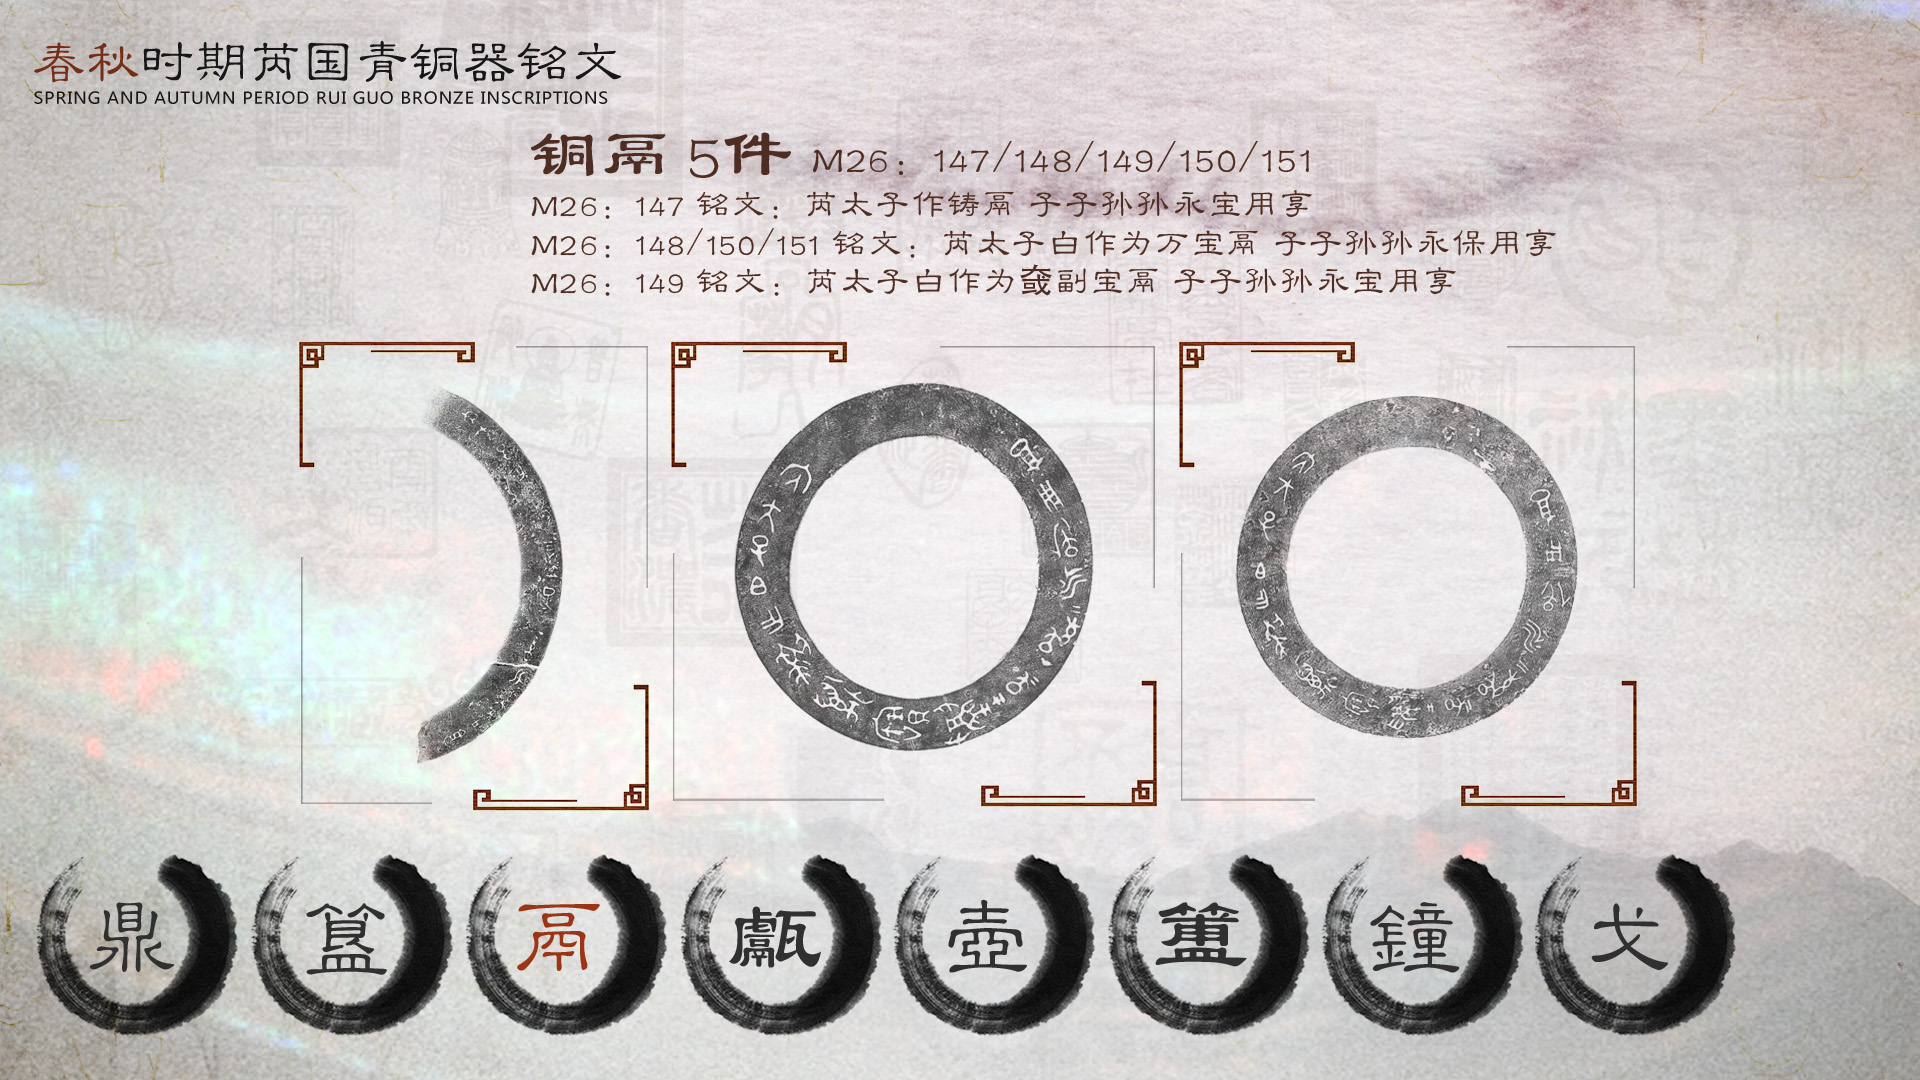 春秋时期芮国青铜器铭文
SPRING AND AUTUMN PERIOD RUI GUO BRONZE INSCRIPTIONS
铜鬲 5件 M26：147/148/149/150/151
M26：147 铭文：芮太子作铸鬲 子子孙孙永宝用享
M26：148/150/151 铭文：芮太子白作为万宝鬲 子子孙孙永保用享
M26：149 铭文：芮太子白作为副宝鬲 子子孙孙永宝用享
鼎
簋
鬲
甗
壶
簠
鐘
戈